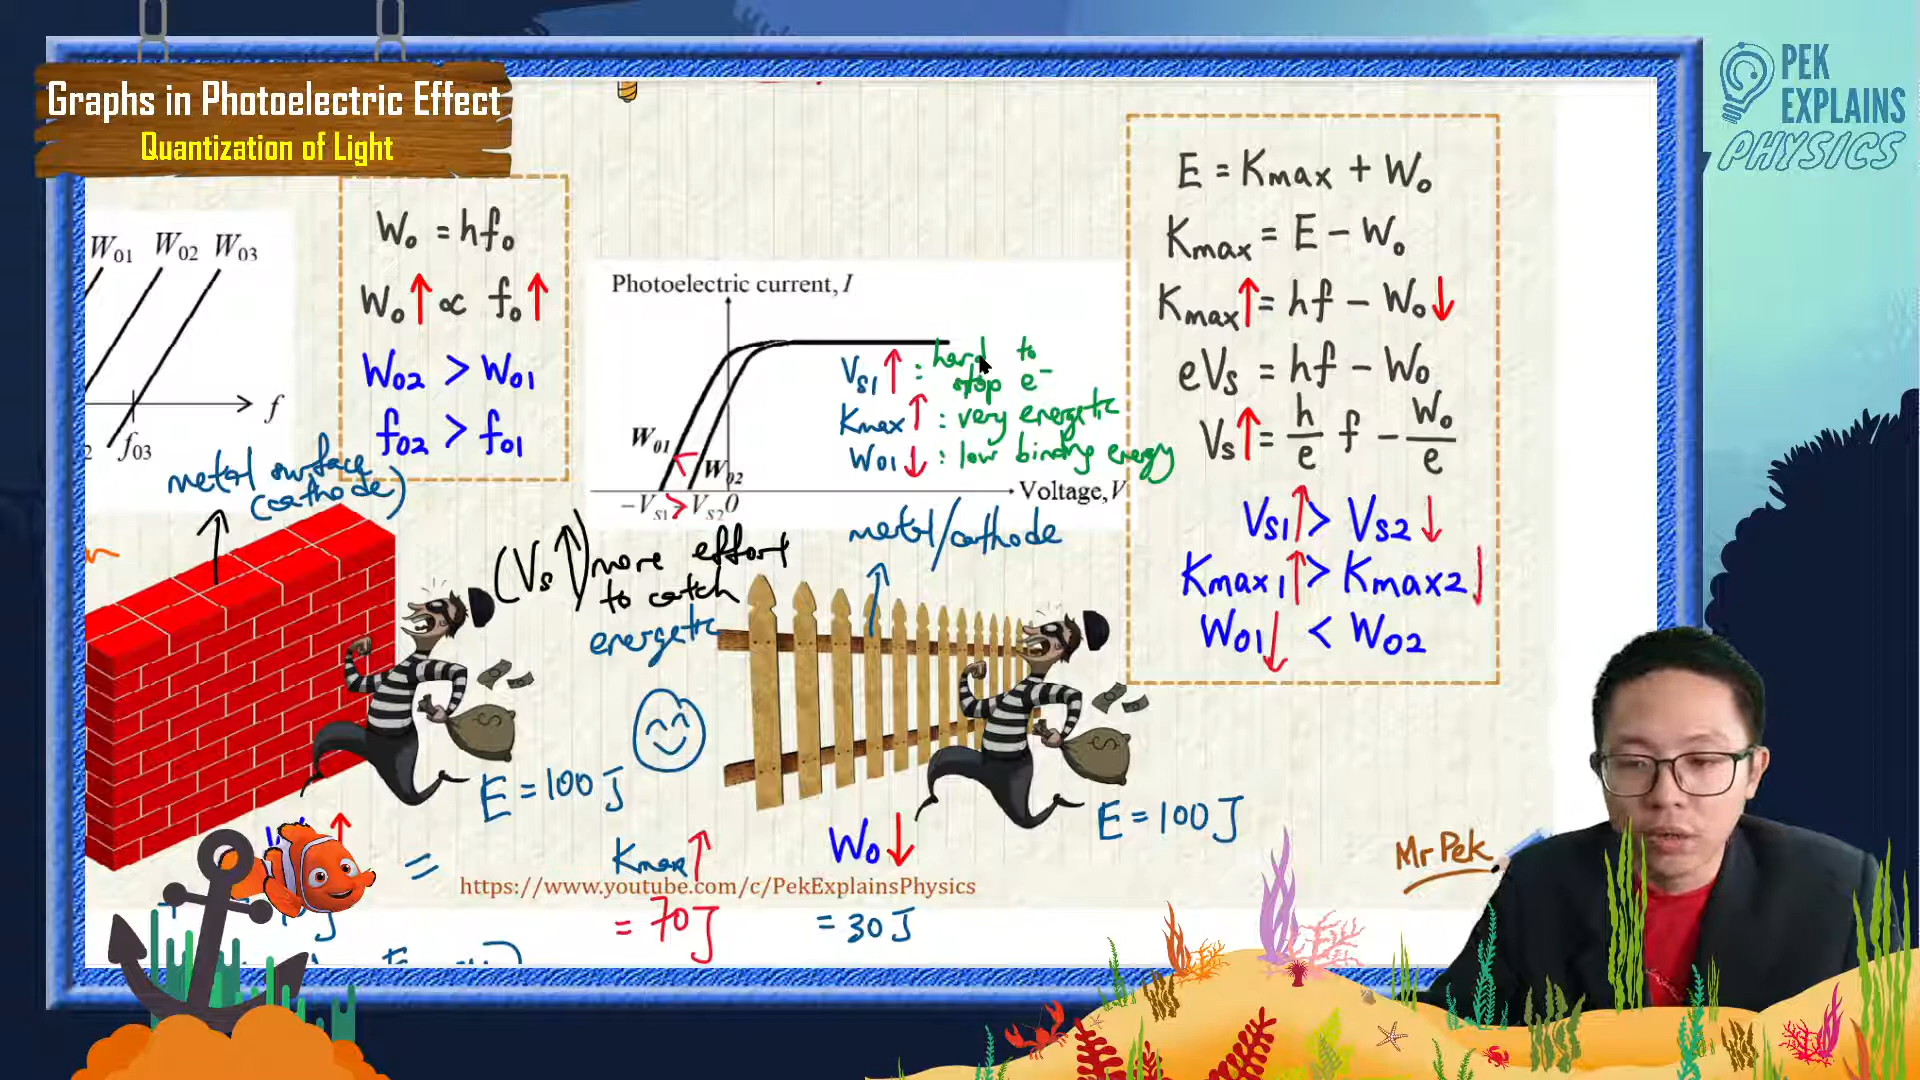 Graphs in Photoelectric Effect
Quantization of Light
PEK
EXPLAINS
PHYSICS
W01 W02 W03
f
f03
W₀ = hf₀
W₀↑ ∝ f₀↑
W02 > W01
f02 > f01
metal surface
(cathode)
Photoelectric current, I
W01
W02
-VS1 > VS2 0
Voltage, V
VS1↑ : hard to
stop e⁻
Kmax↑ : very energetic
W01↓ : low binding energy
E = Kmax + W₀
Kmax = E - W₀
Kmax↑ = hf - W₀↓
eVs = hf - W₀
Vs↑ = h/e f - W₀/e
VS1↑ > VS2↓
Kmax1↑ > Kmax2↓
W01↓ < W02
(Vs↑) more effort
to catch
energetic
metal/cathode
E = 100 J
E = 100 J
=
Kmax↑
= 70 J
W₀↓
= 30 J
https://www.youtube.com/c/PekExplainsPhysics
Mr Pek